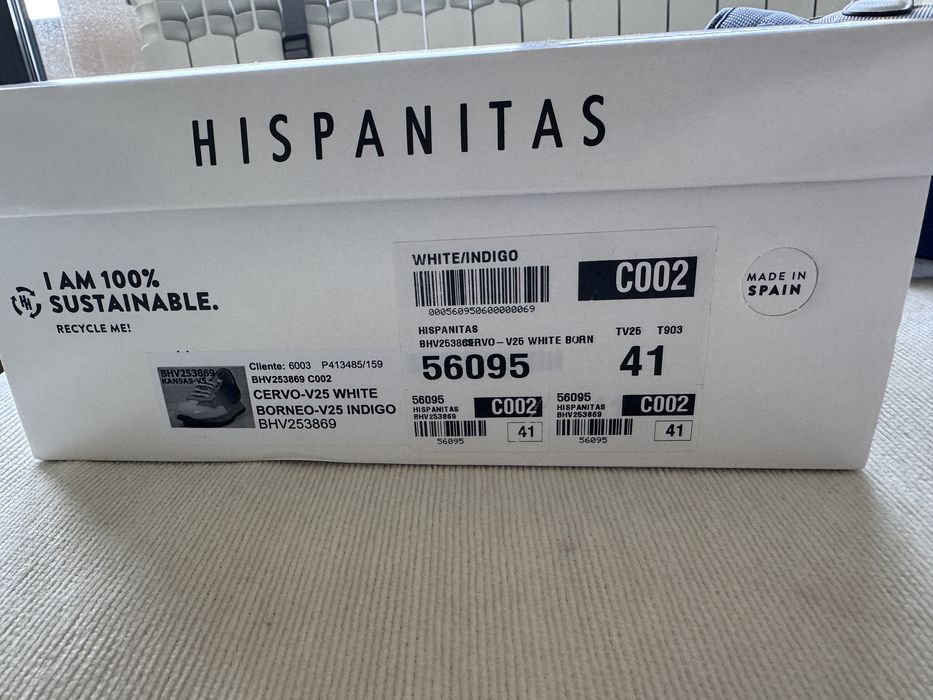 HISPANITAS
I AM 100%
SUSTAINABLE.
RECYCLE ME!
BHV253869
KANSAS-V5
Cliente: 6003 P413485/159
BHV253869 C002
CERVO-V25 WHITE
BORNEO-V25 INDIGO
BHV253869
WHITE/INDIGO
C002
000560950600000069
HISPANITAS
TV25 T903
CERVO-V25 WHITE BORN
56095
41
56095
HISPANITAS
BHV253869
C002
41
56095
56095
HISPANITAS
BHV253869
C002
41
56095
MADE IN
SPAIN